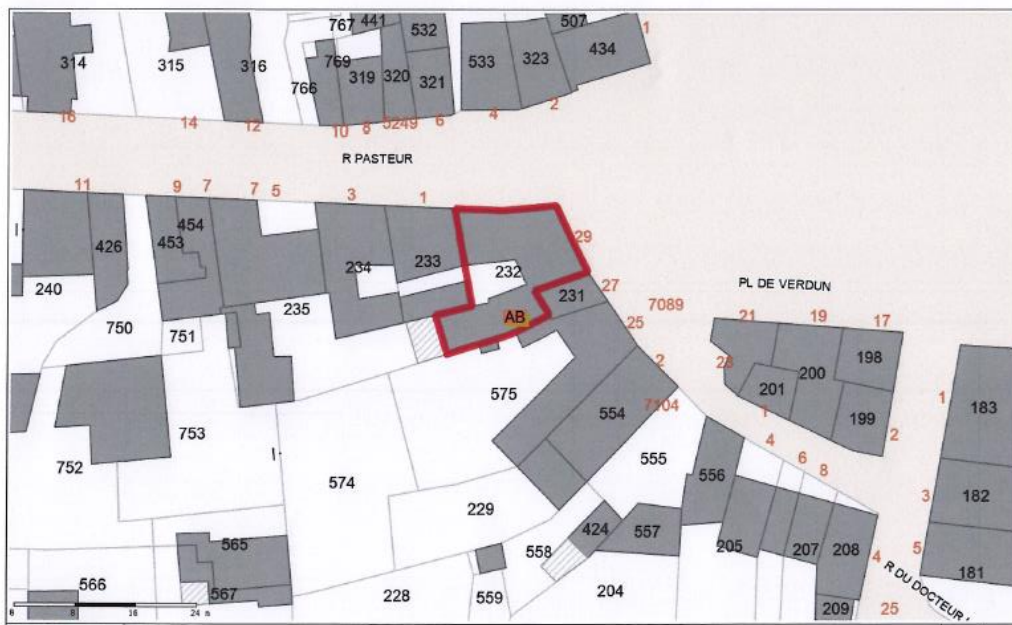 767 441 532 507 1
314 315 316 769 319 320 321 533 323 434
766
16 14 12 10 8 5249 6 4 2
R PASTEUR
11 9 7 7 5 3 1
454
426 453 234 233 29
240 232
PL DE VERDUN
750 751 235 AB 231 27 7089
25 21 19 17
2 28 200 198
575 201
753 554 7104 1 199 1 183
752 4 2
574 555 6 8
556
229 3 182
565 424 557 205 207 208
558 4 5
566 567 228 559 204 181
R DU DOCTEUR
209 25
6 8 16 24 m